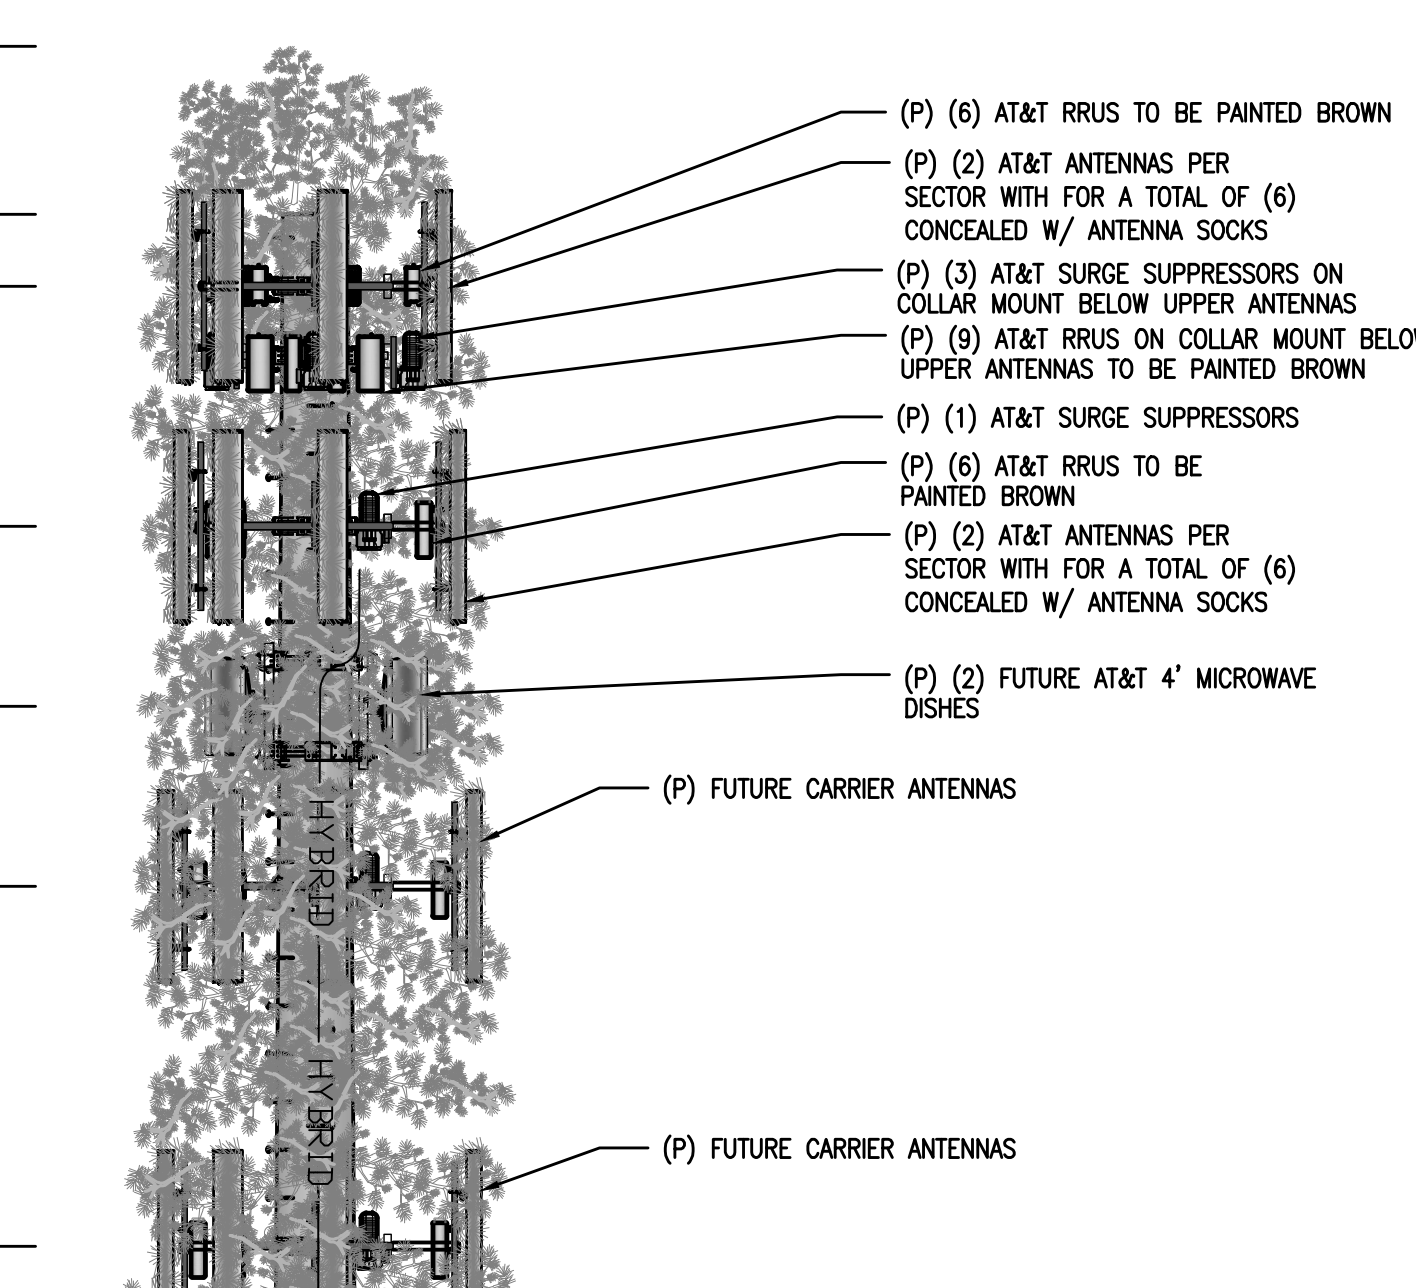 (P) (6) AT&T RRUS TO BE PAINTED BROWN
(P) (2) AT&T ANTENNAS PER
SECTOR WITH FOR A TOTAL OF (6)
CONCEALED W/ ANTENNA SOCKS
(P) (3) AT&T SURGE SUPPRESSORS ON
COLLAR MOUNT BELOW UPPER ANTENNAS
(P) (9) AT&T RRUS ON COLLAR MOUNT BELOW
UPPER ANTENNAS TO BE PAINTED BROWN
(P) (1) AT&T SURGE SUPPRESSORS
(P) (6) AT&T RRUS TO BE
PAINTED BROWN
(P) (2) AT&T ANTENNAS PER
SECTOR WITH FOR A TOTAL OF (6)
CONCEALED W/ ANTENNA SOCKS
(P) (2) FUTURE AT&T 4' MICROWAVE
DISHES
(P) FUTURE CARRIER ANTENNAS
HYBRID
HYBRID
(P) FUTURE CARRIER ANTENNAS